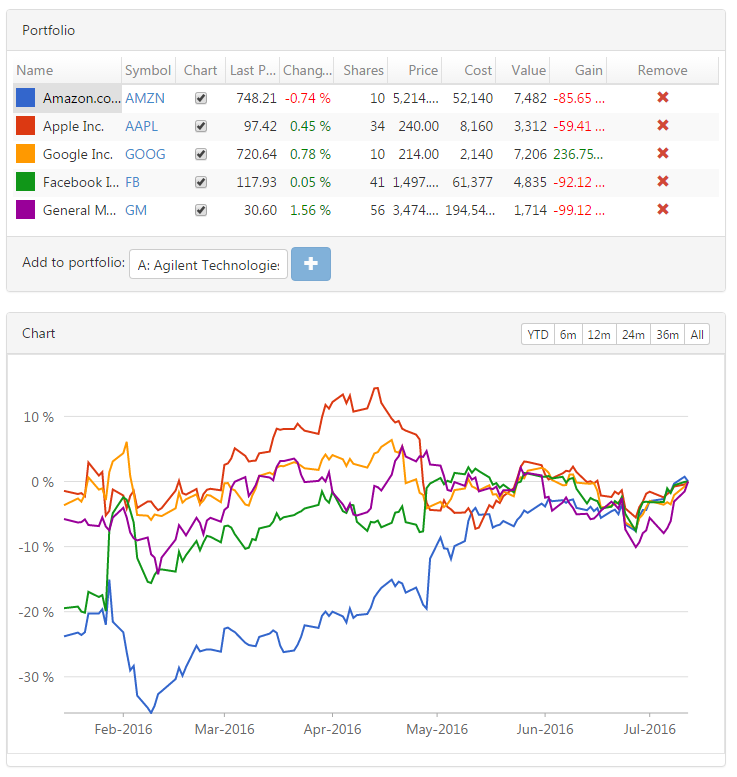 Portfolio
Name Symbol Chart Last P... Chang... Shares Price Cost Value Gain Remove
Amazon.co... AMZN 748.21 -0.74 % 10 5,214.... 52,140 7,482 -85.65 ...
Apple Inc. AAPL 97.42 0.45 % 34 240.00 8,160 3,312 -59.41 ...
Google Inc. GOOG 720.64 0.78 % 10 214.00 2,140 7,206 236.75...
Facebook I... FB 117.93 0.05 % 41 1,497.... 61,377 4,835 -92.12 ...
General M... GM 30.60 1.56 % 56 3,474.... 194,54... 1,714 -99.12 ...
Add to portfolio: A: Agilent Technologies
Chart YTD 6m 12m 24m 36m All
10 %
0 %
-10 %
-20 %
-30 %
Feb-2016 Mar-2016 Apr-2016 May-2016 Jun-2016 Jul-2016